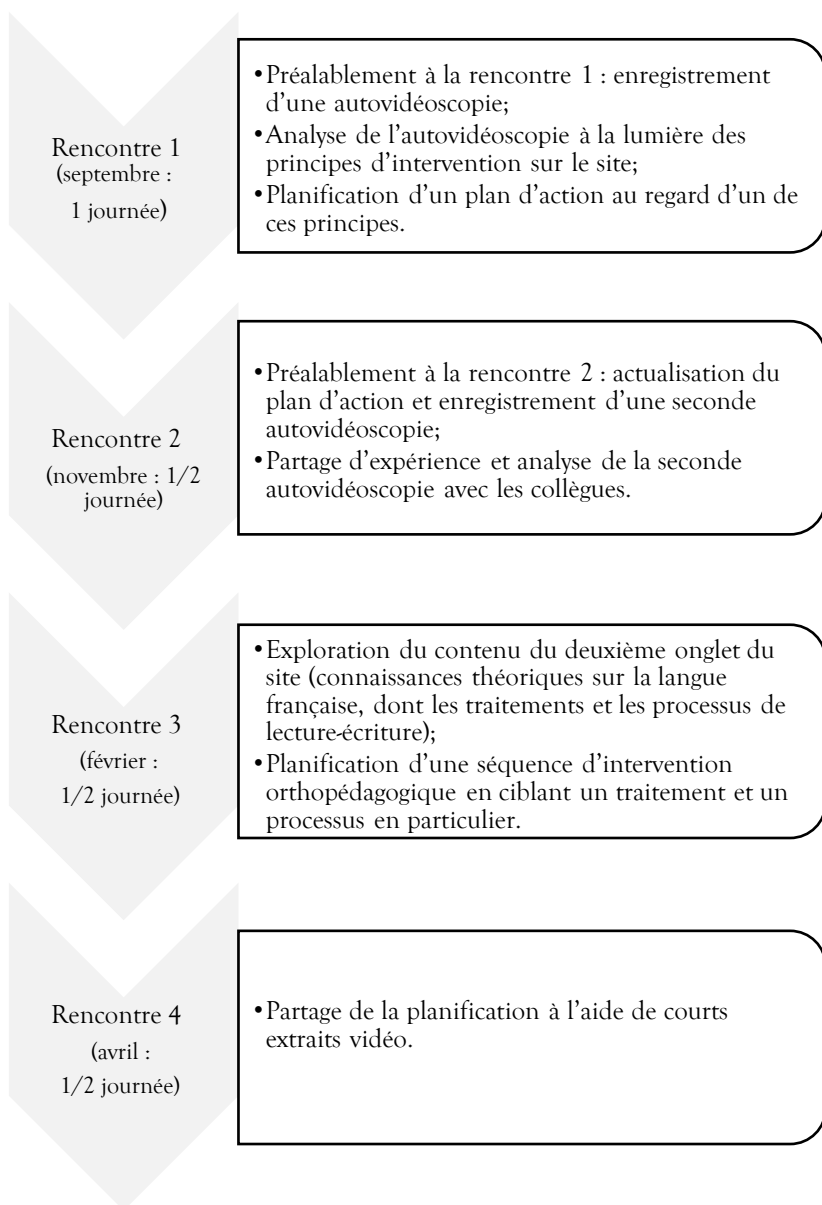 Rencontre 1
(septembre :
1 journée)
•Préalablement à la rencontre 1 : enregistrement
d'une autovidéoscopie;
•Analyse de l'autovidéoscopie à la lumière des
principes d'intervention sur le site;
•Planification d'un plan d'action au regard d'un de
ces principes.
Rencontre 2
(novembre : 1/2
journée)
•Préalablement à la rencontre 2 : actualisation du
plan d'action et enregistrement d'une seconde
autovidéoscopie;
•Partage d'expérience et analyse de la seconde
autovidéoscopie avec les collègues.
Rencontre 3
(février :
1/2 journée)
•Exploration du contenu du deuxième onglet du
site (connaissances théoriques sur la langue
française, dont les traitements et les processus de
lecture-écriture);
•Planification d'une séquence d'intervention
orthopédagogique en ciblant un traitement et un
processus en particulier.
Rencontre 4
(avril :
1/2 journée)
•Partage de la planification à l'aide de courts
extraits vidéo.